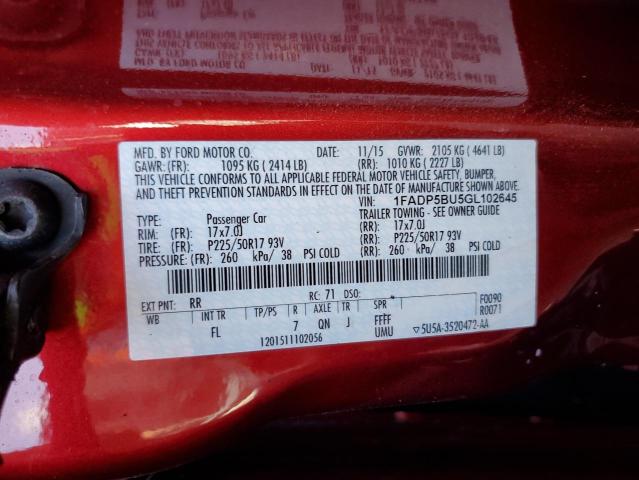 MFD. BY FORD MOTOR CO. DATE: 11/15 GVWR: 2105 KG ( 4641 LB)
GAWR: (FR): 1095 KG ( 2414 LB) (RR): 1010 KG ( 2227 LB)
THIS VEHICLE CONFORMS TO ALL APPLICABLE FEDERAL MOTOR VEHICLE SAFETY, BUMPER,
AND THEFT PREVENTION STANDARDS IN EFFECT ON THE DATE OF MANUFACTURE SHOWN ABOVE.
VIN: 1FADP5BU5GL102645
TYPE: Passenger Car TRAILER TOWING - SEE OWNER GUIDE
RIM: (FR): 17x7.0J (RR): 17x7.0J
TIRE: (FR): P225/50R17 93V (RR): P225/50R17 93V
PRESSURE: (FR): 260 kPa/ 38 PSI COLD (RR): 260 kPa/ 38 PSI COLD
RC: 71 DSO:
EXT PNT: RR F0090
WB INT TR TP/PS R AXLE TR SPR * R0071
FL 7 QN J FFFF
1201511102056 UMU ▽5U5A-3520472-AA